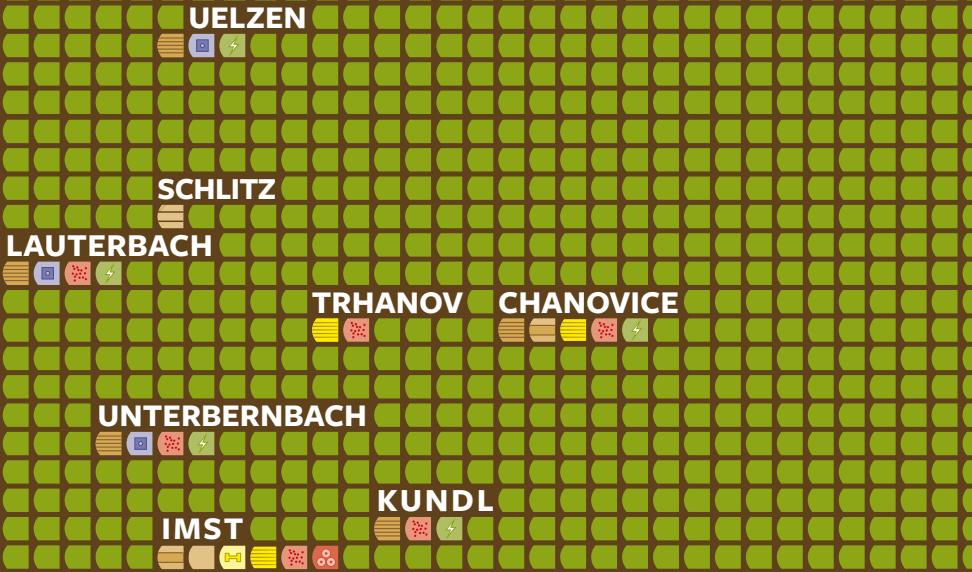 UELZEN
SCHLITZ
LAUTERBACH
TRHANOV
CHANOVICE
UNTERBERNBACH
KUNDL
IMST